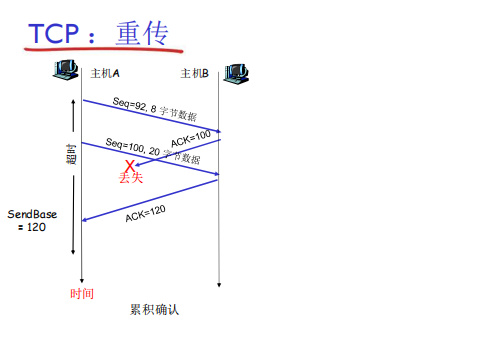 TCP：重传
主机A
主机B
Seq=92, 8 字节数据
ACK=100
Seq=100, 20 字节数据
超时
X
丢失
SendBase
= 120
ACK=120
时间
累积确认